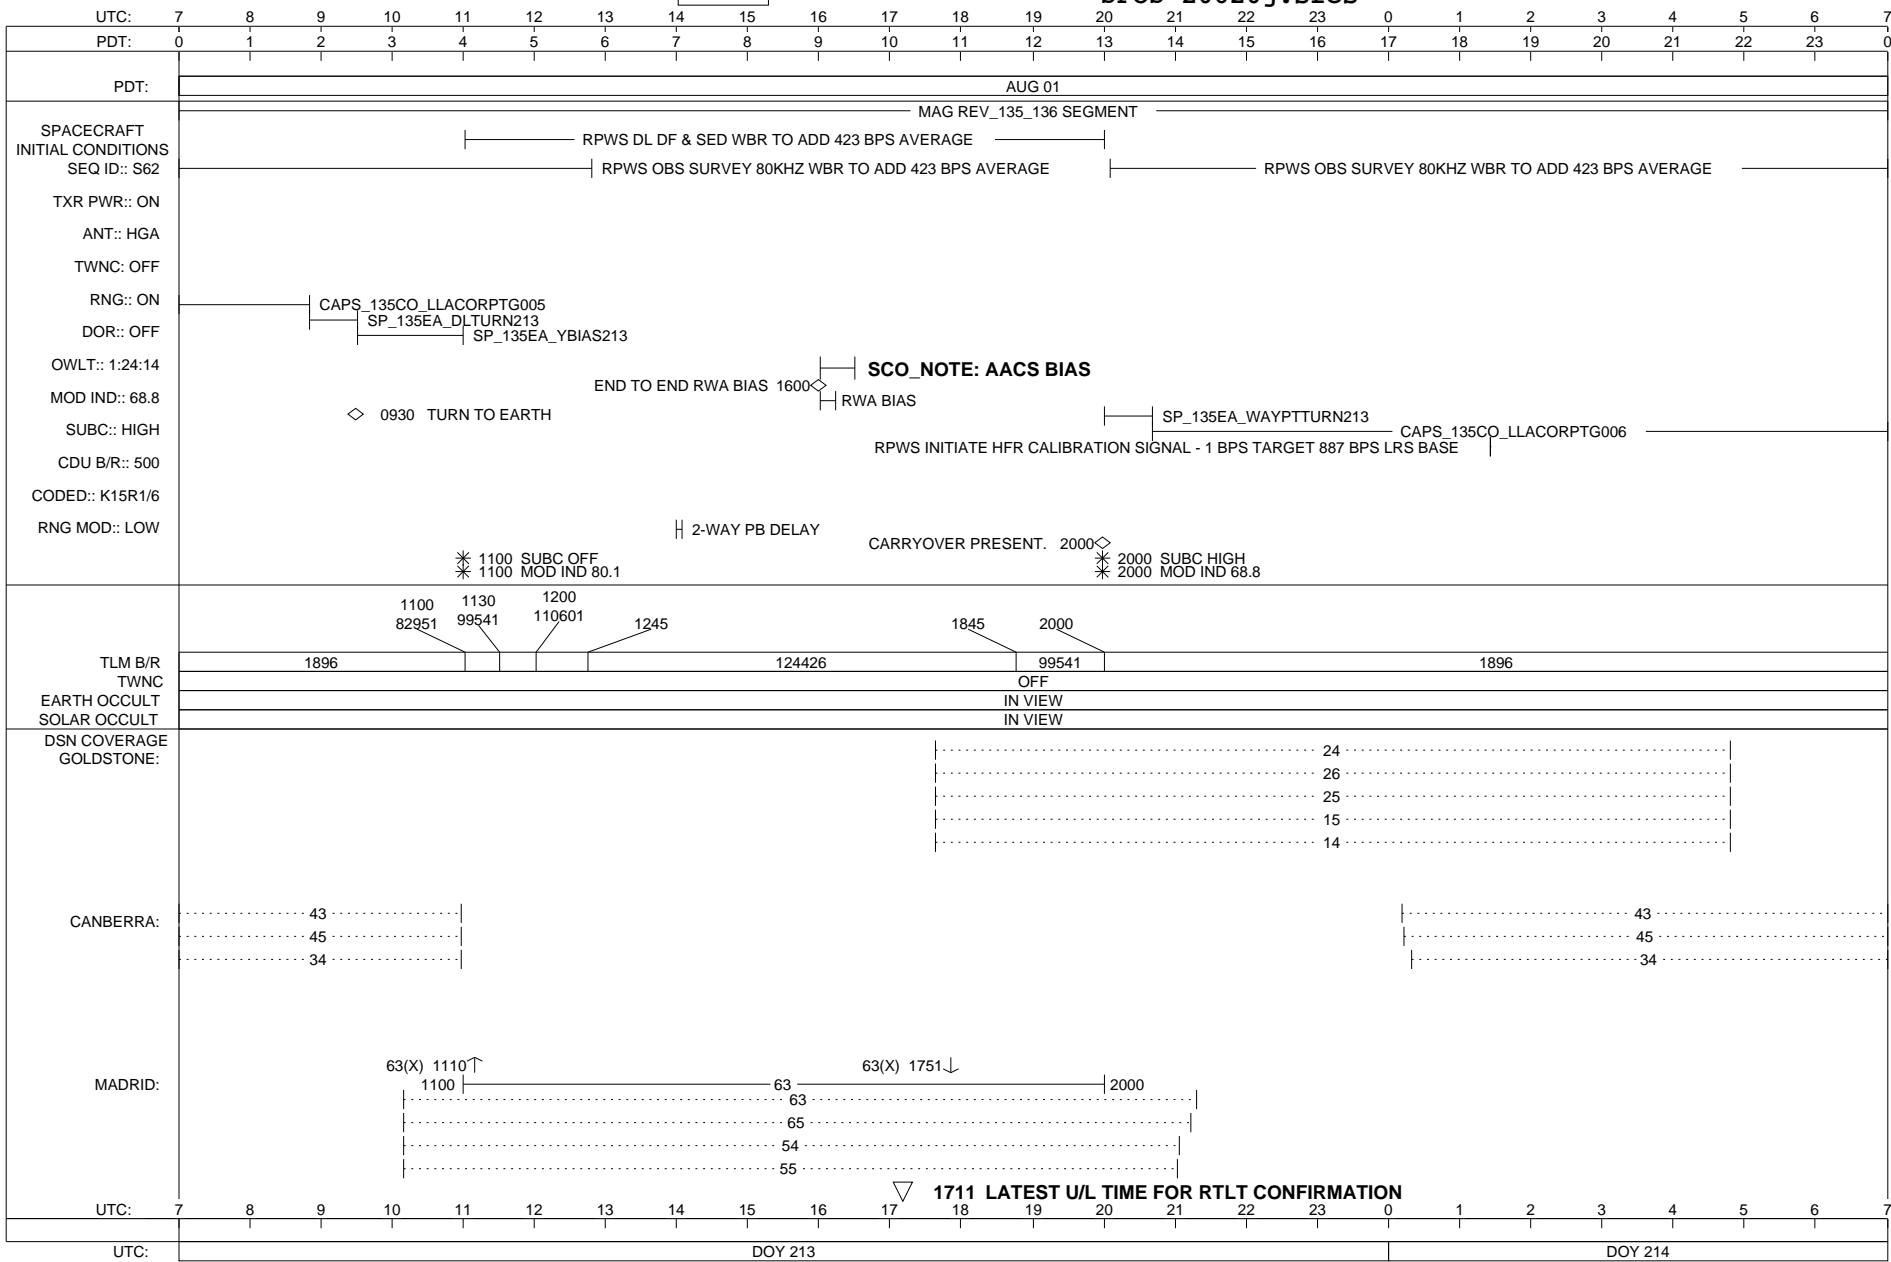 UTC: 7 8 9 10 11 12 13 14 15 16 17 18 19 20 21 22 23 0 1 2 3 4 5 6 7
PDT: 0 1 2 3 4 5 6 7 8 9 10 11 12 13 14 15 16 17 18 19 20 21 22 23 0
PDT: AUG 01
MAG REV_135_136 SEGMENT
SPACECRAFT
INITIAL CONDITIONS
RPWS DL DF & SED WBR TO ADD 423 BPS AVERAGE
SEQ ID:: S62
RPWS OBS SURVEY 80KHZ WBR TO ADD 423 BPS AVERAGE
RPWS OBS SURVEY 80KHZ WBR TO ADD 423 BPS AVERAGE
TXR PWR:: ON
ANT:: HGA
TWNC: OFF
RNG:: ON
CAPS_135CO_LLACORPTG005
SP_135EA_DLTURN213
DOR:: OFF
SP_135EA_YBIAS213
OWLT:: 1:24:14
SCO_NOTE: AACS BIAS
END TO END RWA BIAS 1600
MOD IND:: 68.8
RWA BIAS
0930 TURN TO EARTH
SP_135EA_WAYPTTURN213
SUBC:: HIGH
CAPS_135CO_LLACORPTG006
RPWS INITIATE HFR CALIBRATION SIGNAL - 1 BPS TARGET 887 BPS LRS BASE
CDU B/R:: 500
CODED:: K15R1/6
RNG MOD:: LOW
2-WAY PB DELAY
CARRYOVER PRESENT. 2000
1100 SUBC OFF
2000 SUBC HIGH
1100 MOD IND 80.1
2000 MOD IND 68.8
1100 1130 1200
82951 99541 110601 1245 1845 2000
TLM B/R 1896 124426 99541 1896
TWNC OFF
EARTH OCCULT IN VIEW
SOLAR OCCULT IN VIEW
DSN COVERAGE
GOLDSTONE:
24
26
25
15
14
CANBERRA:
43 43
45 45
34 34
63(X) 1110 63(X) 1751
MADRID: 1100 63 2000
63
65
54
55
1711 LATEST U/L TIME FOR RTLT CONFIRMATION
UTC: 7 8 9 10 11 12 13 14 15 16 17 18 19 20 21 22 23 0 1 2 3 4 5 6 7
UTC: DOY 213 DOY 214